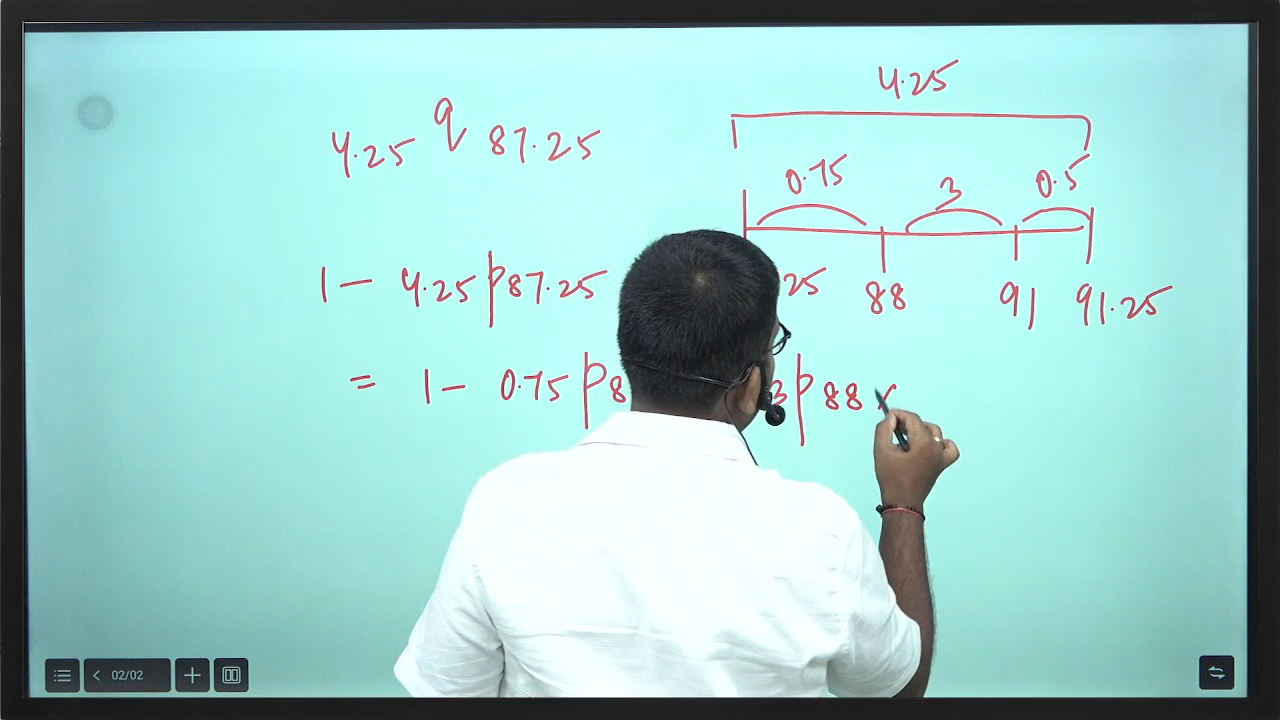 4.25
4.25 q 87.25
0.75 3 0.5
1 - 4.25 p 87.25
25 88 91 91.25
= 1 - 0.75 p 8 3 p 88 ×
02/02